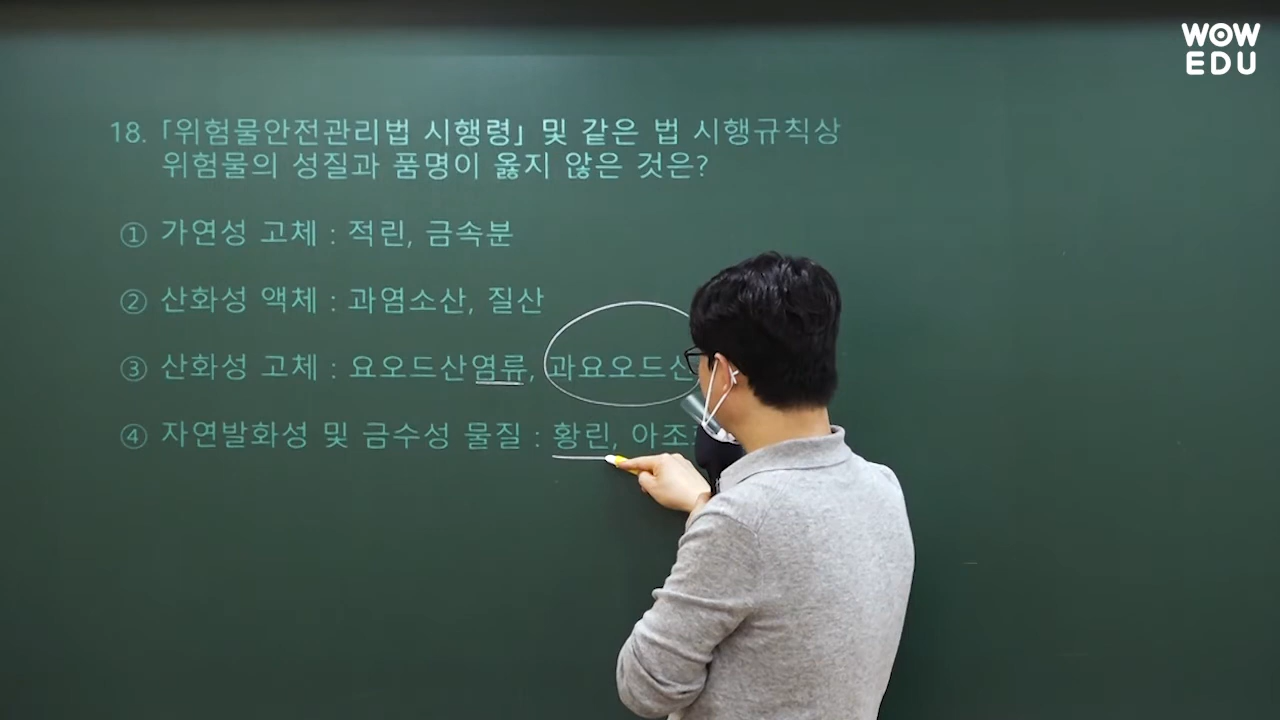 WOW
EDU
18. 「위험물안전관리법 시행령」 및 같은 법 시행규칙상
위험물의 성질과 품명이 옳지 않은 것은?
① 가연성 고체 : 적린, 금속분
② 산화성 액체 : 과염소산, 질산
③ 산화성 고체 : 요오드산염류, 과요오드산
④ 자연발화성 및 금수성 물질 : 황린, 아조